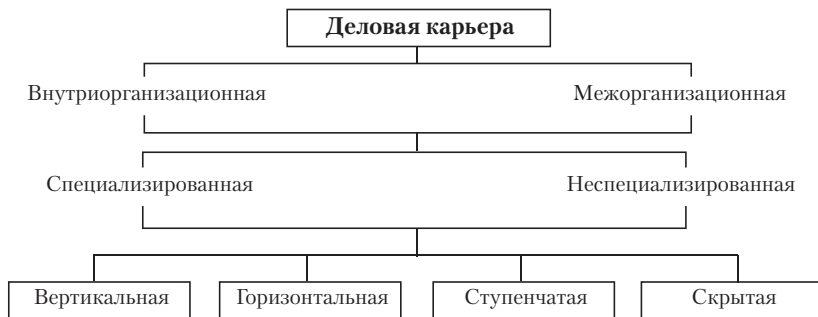 Деловая карьера
Внутриорганизационная Межорганизационная
Специализированная Неспециализированная
Вертикальная Горизонтальная Ступенчатая Скрытая